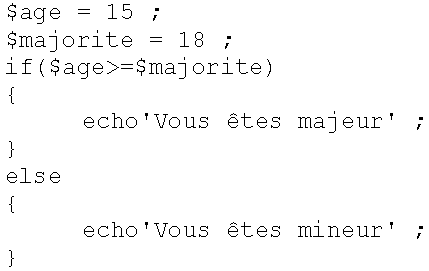 $age = 15 ;
$majorite = 18 ;
if($age>=$majorite)
{
echo'Vous êtes majeur' ;
}
else
{
echo'Vous êtes mineur' ;
}